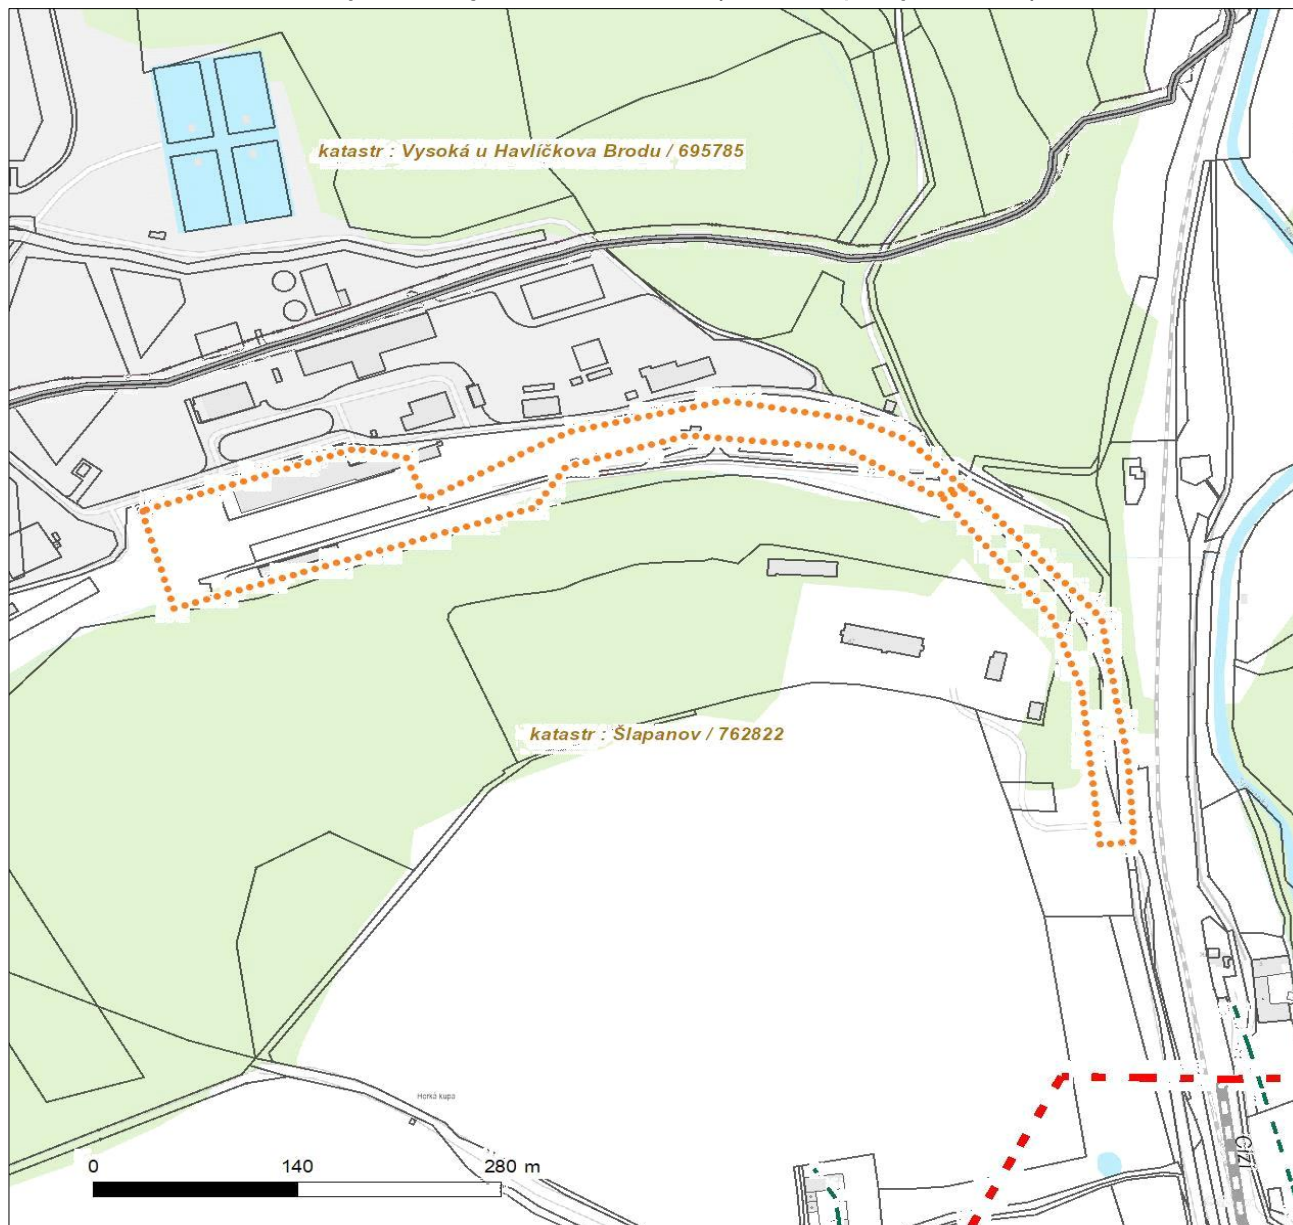 katastr : Vysoká u Havlíčkova Brodu / 695785
katastr : Šlapanov / 762822
Horká kupa
0 140 280 m